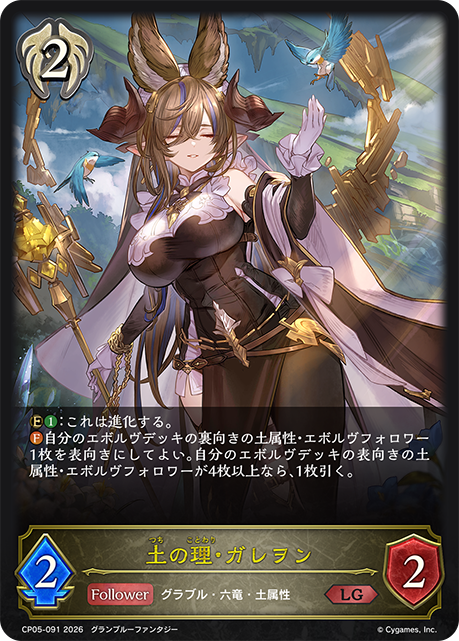 2
E 1：これは進化する。
F 自分のエボルヴデッキの裏向きの土属性・エボルヴフォロワー
1枚を表向きにしてよい。自分のエボルヴデッキの表向きの土
属性・エボルヴフォロワーが4枚以上なら、1枚引く。
つち ことわり
土の理・ガレヲン
2 Follower グラブル・六竜・土属性 LG 2
CP05-091 2026 グランブルーファンタジー © Cygames, Inc.